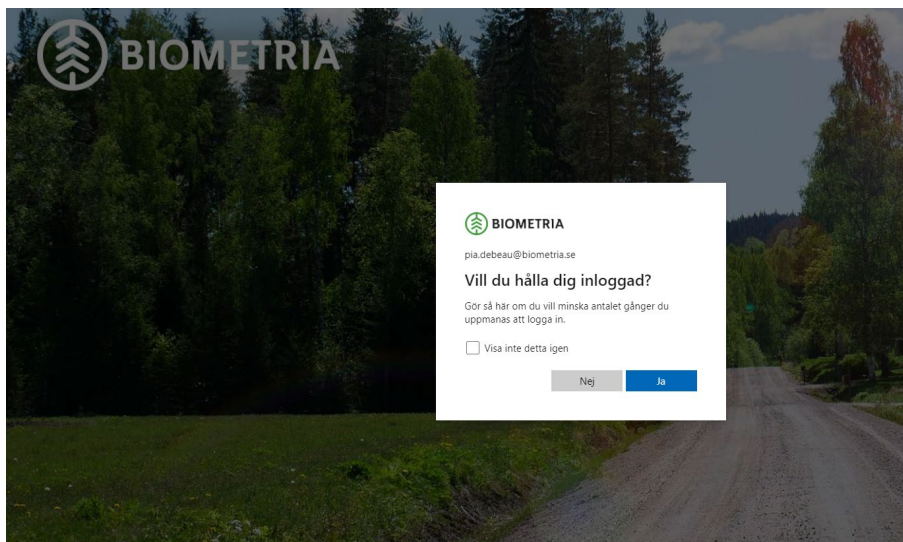 BIOMETRIA
BIOMETRIA
pia.debeau@biometria.se
Vill du hålla dig inloggad?
Gör så här om du vill minska antalet gånger du
uppmanas att logga in.
Visa inte detta igen
Nej
Ja